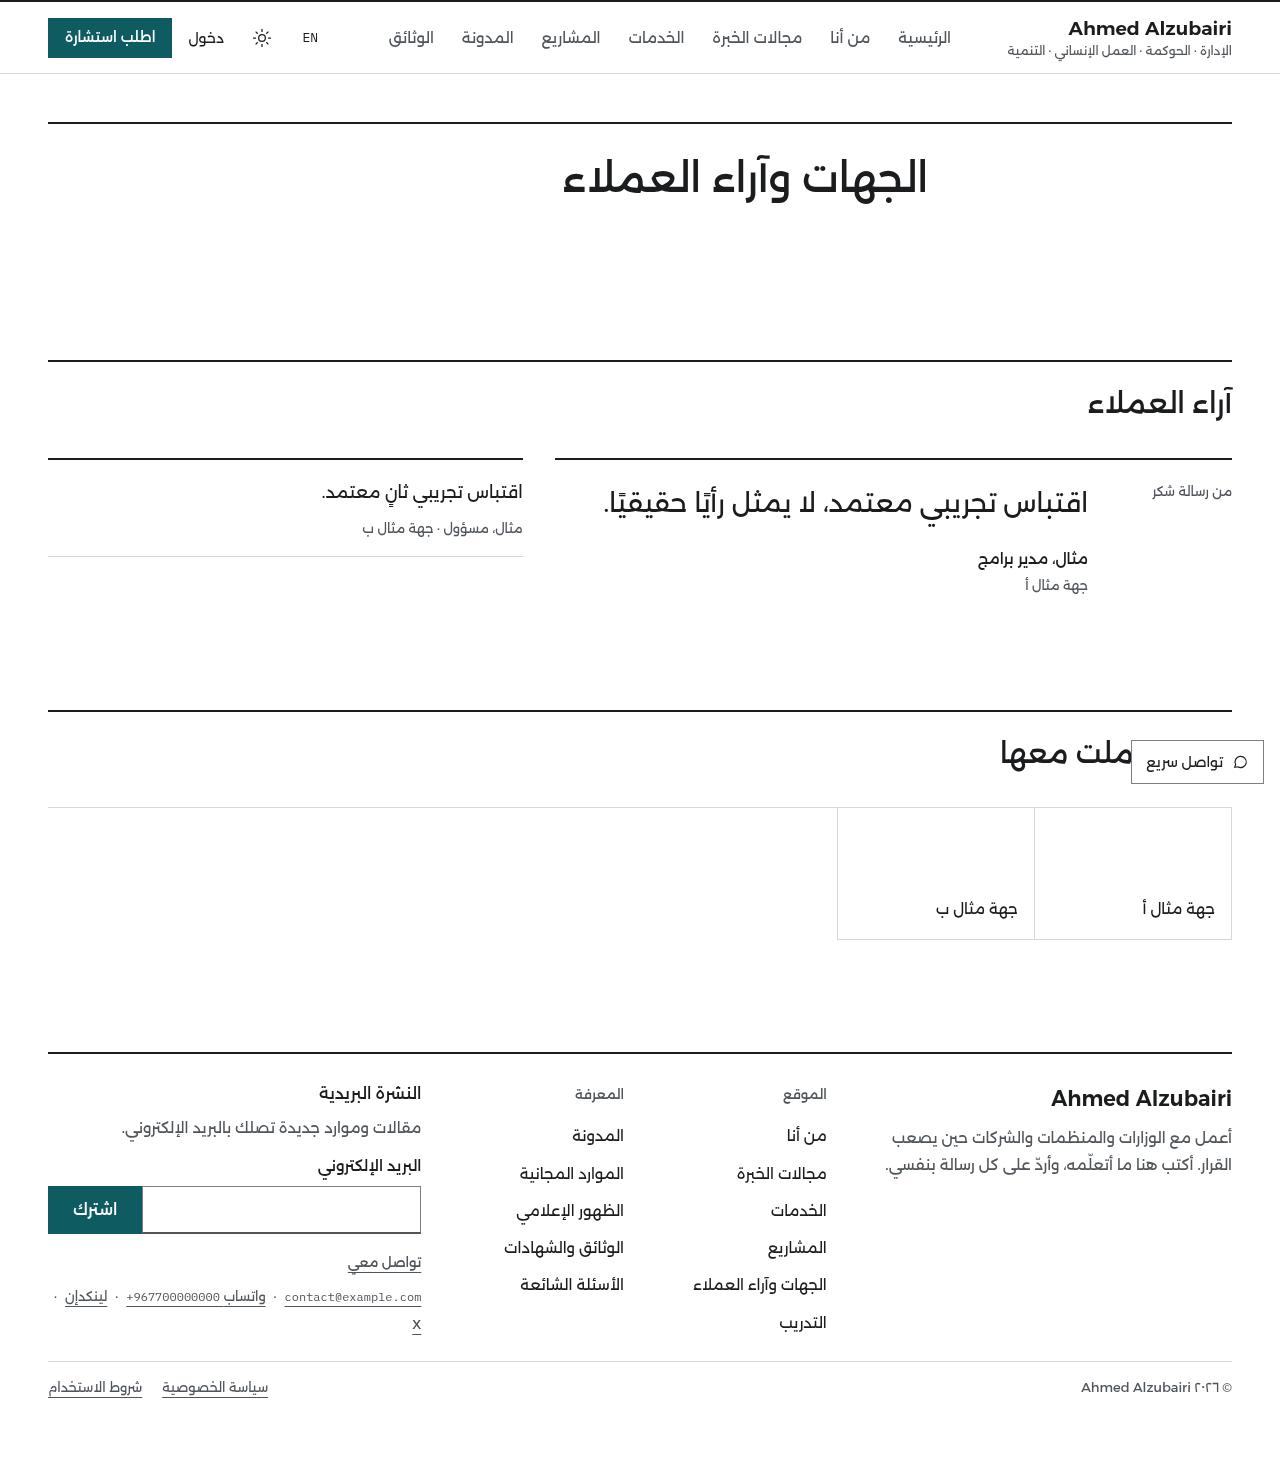 Ahmed Alzubairi
الإدارة · الحوكمة · العمل الإنساني · التنمية
الرئيسية
من أنا
مجالات الخبرة
الخدمات
المشاريع
المدونة
الوثائق
EN
دخول
اطلب استشارة
الجهات وآراء العملاء
آراء العملاء
من رسالة شكر
اقتباس تجريبي معتمد، لا يمثل رأيًا حقيقيًا.
مثال، مدير برامج
جهة مثال أ
اقتباس تجريبي ثانٍ معتمد.
مثال، مسؤول · جهة مثال ب
معها
تواصل سريع
جهة مثال أ
جهة مثال ب
Ahmed Alzubairi
أعمل مع الوزارات والمنظمات والشركات حين يصعب
القرار. أكتب هنا ما أتعلّمه، وأردّ على كل رسالة بنفسي.
الموقع
من أنا
مجالات الخبرة
الخدمات
المشاريع
الجهات وآراء العملاء
التدريب
المعرفة
المدونة
الموارد المجانية
الظهور الإعلامي
الوثائق والشهادات
الأسئلة الشائعة
النشرة البريدية
مقالات وموارد جديدة تصلك بالبريد الإلكتروني.
البريد الإلكتروني
اشترك
تواصل معي
contact@example.com · واتساب +967700000000 · لينكدإن ·
X
© ٢٠٢٦ Ahmed Alzubairi
سياسة الخصوصية
شروط الاستخدام